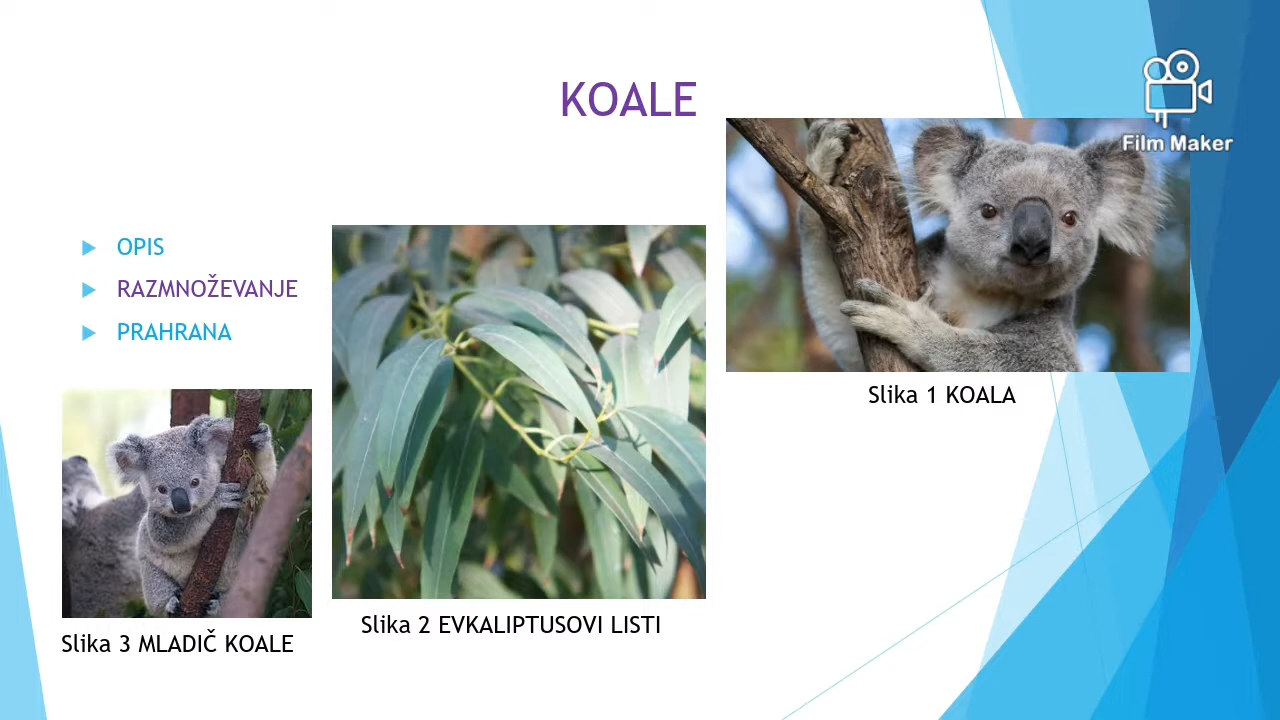 KOALE
Film Maker
OPIS
RAZMNOŽEVANJE
PRAHRANA
Slika 1 KOALA
Slika 2 EVKALIPTUSOVI LISTI
Slika 3 MLADIČ KOALE